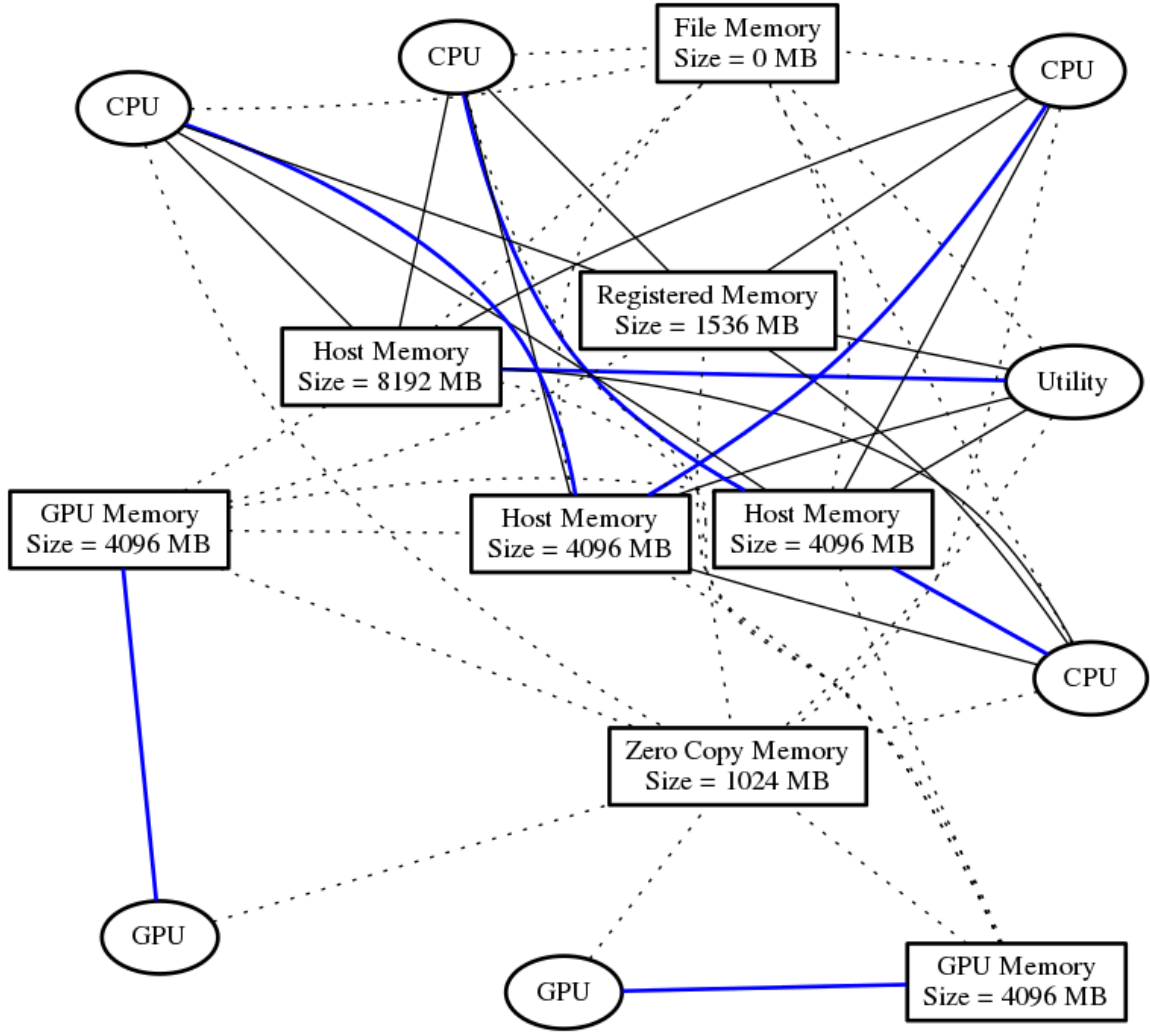 File Memory
Size = 0 MB
CPU
CPU
CPU
Registered Memory
Size = 1536 MB
Host Memory
Size = 8192 MB
Utility
GPU Memory
Size = 4096 MB
Host Memory
Size = 4096 MB
Host Memory
Size = 4096 MB
CPU
Zero Copy Memory
Size = 1024 MB
GPU
GPU
GPU Memory
Size = 4096 MB